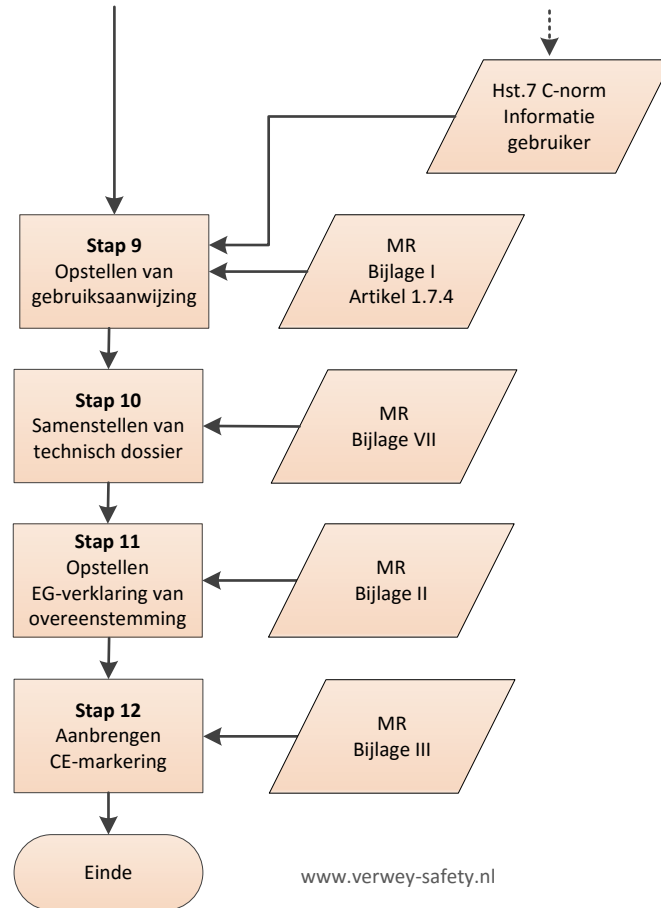 Hst.7 C-norm
Informatie
gebruiker
Stap 9
Opstellen van
gebruiksaanwijzing
MR
Bijlage I
Artikel 1.7.4
Stap 10
Samenstellen van
technisch dossier
MR
Bijlage VII
Stap 11
Opstellen
EG-verklaring van
overeenstemming
MR
Bijlage II
Stap 12
Aanbrengen
CE-markering
MR
Bijlage III
Einde
www.verwey-safety.nl